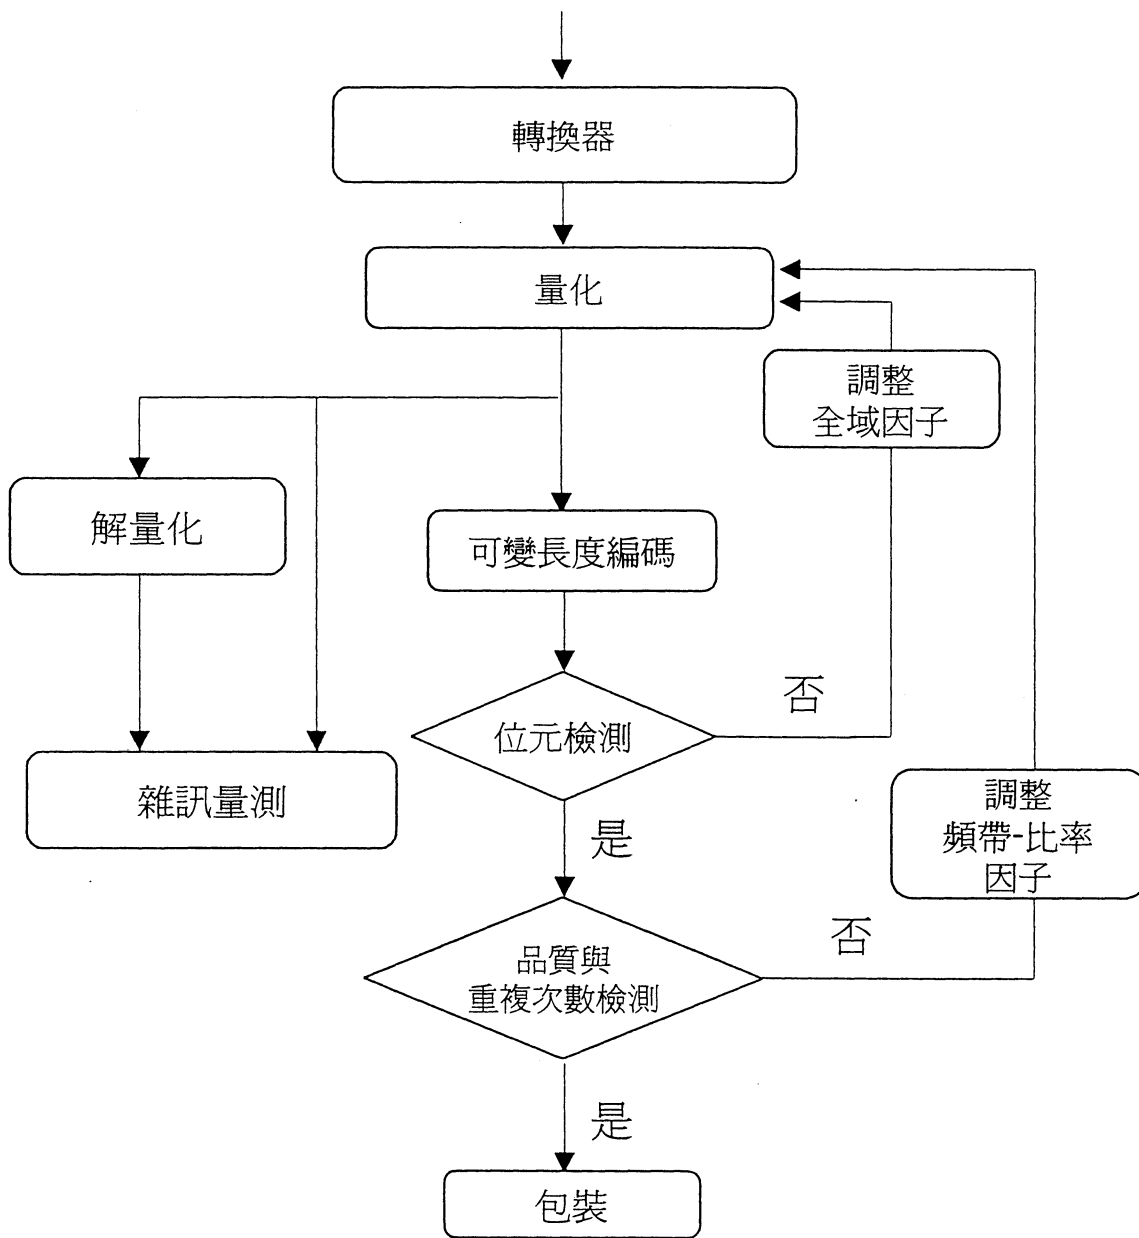 轉換器
量化
調整
全域因子
解量化
可變長度編碼
否
位元檢測
雜訊量測
調整
頻帶-比率
因子
是
否
品質與
重複次數檢測
是
包裝